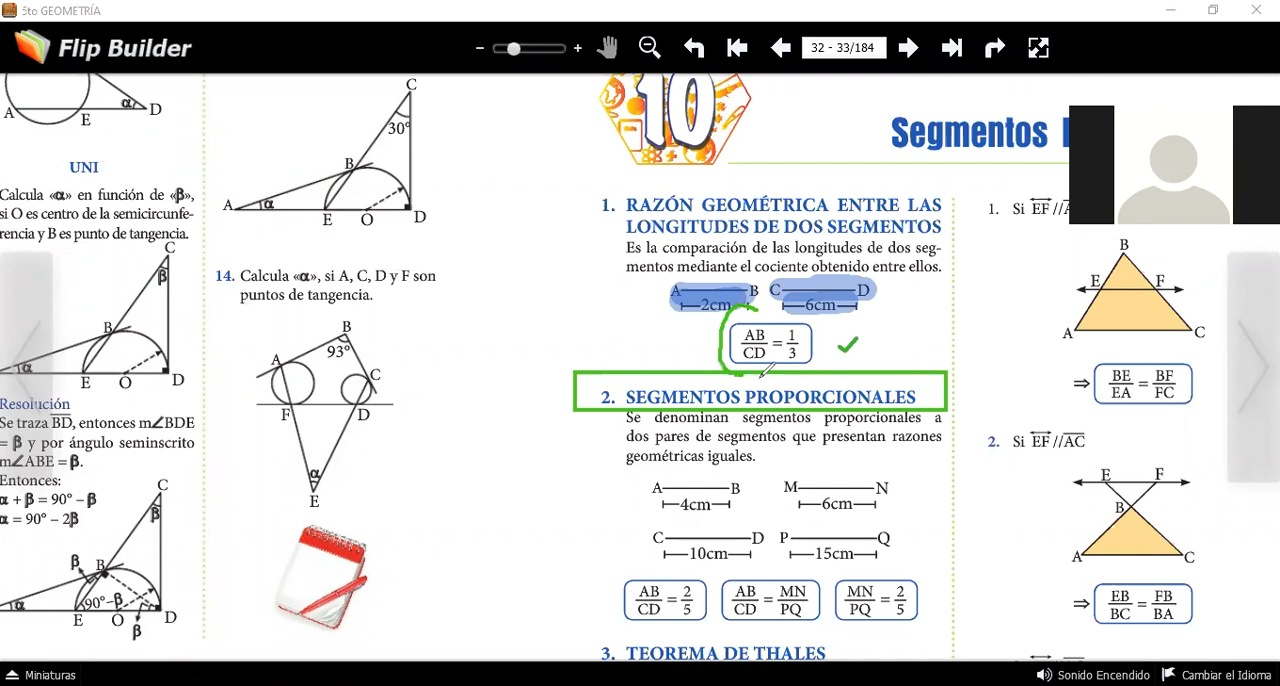 5to GEOMETRÍA
Flip Builder
32 - 33/184
A
E
D
α
UNI
Calcula «α» en función de «β»,
si O es centro de la semicircunfe-
rencia y B es punto de tangencia.
C
β
B
α
E
O
D
Resolución
Se traza BD, entonces m∠BDE
= β y por ángulo seminscrito
m∠ABE = β.
Entonces:
α + β = 90° – β
α = 90° – 2β
C
β
β
B
α
90°–β
E
O
D
β
C
30°
B
A
α
E
O
D
14. Calcula «α», si A, C, D y F son
puntos de tangencia.
B
93°
A
C
F
D
α
E
10
Segmentos
1. RAZÓN GEOMÉTRICA ENTRE LAS
LONGITUDES DE DOS SEGMENTOS
Es la comparación de las longitudes de dos seg-
mentos mediante el cociente obtenido entre ellos.
A B C D
2cm 6cm
AB/CD = 1/3
2. SEGMENTOS PROPORCIONALES
Se denominan segmentos proporcionales a
dos pares de segmentos que presentan razones
geométricas iguales.
A B M N
4cm 6cm
C D P Q
10cm 15cm
AB/CD = 2/5 AB/CD = MN/PQ MN/PQ = 2/5
3. TEOREMA DE THALES
1. Si EF //
B
E F
A C
⇒ BE/EA = BF/FC
2. Si EF // AC
E F
B
A C
⇒ EB/BC = FB/BA
Miniaturas
Sonido Encendido
Cambiar el Idioma